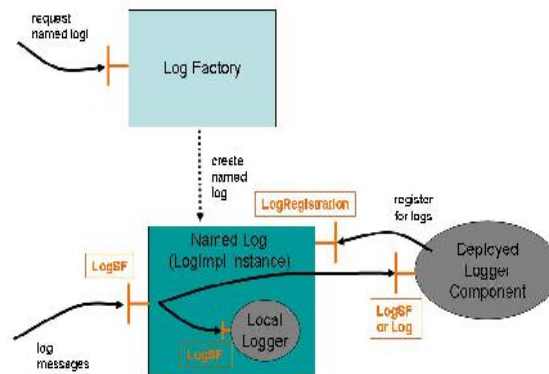 request
named log!
Log Factory
create
named
log
LogRegistration
register
for logs
Named Log
(LogImpl instance)
Deployed
Logger
Component
LogSF
Local
Logger
LogSF
LogSF
or Log
log
messages